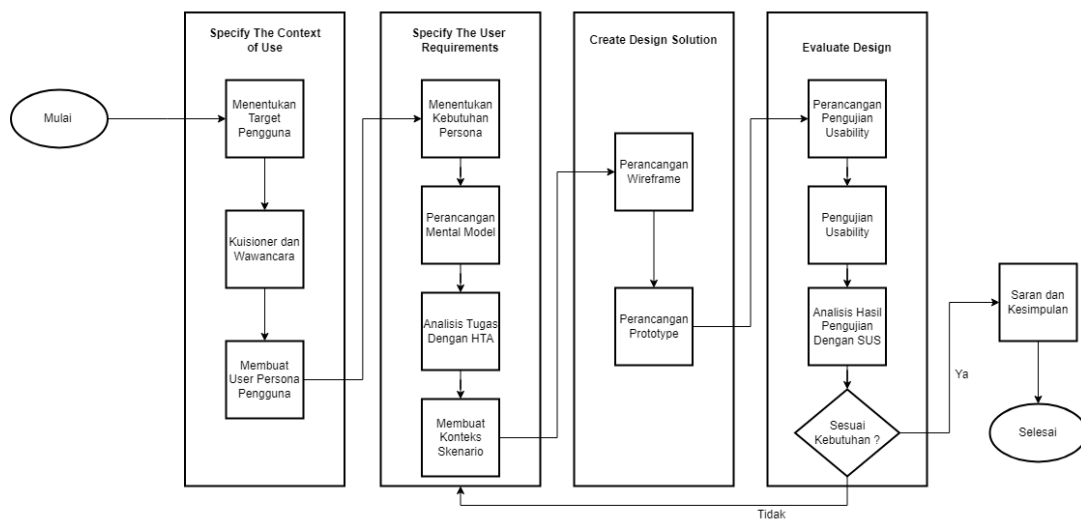 Mulai
Specify The Context
of Use
Menentukan
Target
Pengguna
Kuisioner dan
Wawancara
Membuat
User Persona
Pengguna
Specify The User
Requirements
Menentukan
Kebutuhan
Persona
Perancangan
Mental Model
Analisis Tugas
Dengan HTA
Membuat
Konteks
Skenario
Create Design Solution
Perancangan
Wireframe
Perancangan
Prototype
Evaluate Design
Perancangan
Pengujian
Usability
Pengujian
Usability
Analisis Hasil
Pengujian
Dengan SUS
Sesuai
Kebutuhan ?
Tidak
Ya
Saran dan
Kesimpulan
Selesai